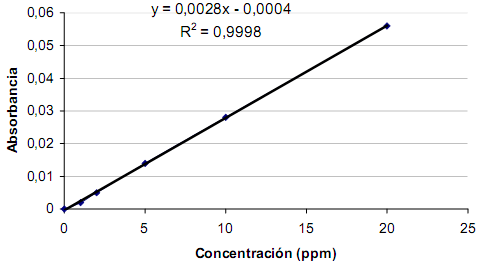 y = 0,0028x - 0,0004
R² = 0,9998
0,06
0,05
0,04
0,03
0,02
0,01
0
Absorbancia
0 5 10 15 20 25
Concentración (ppm)